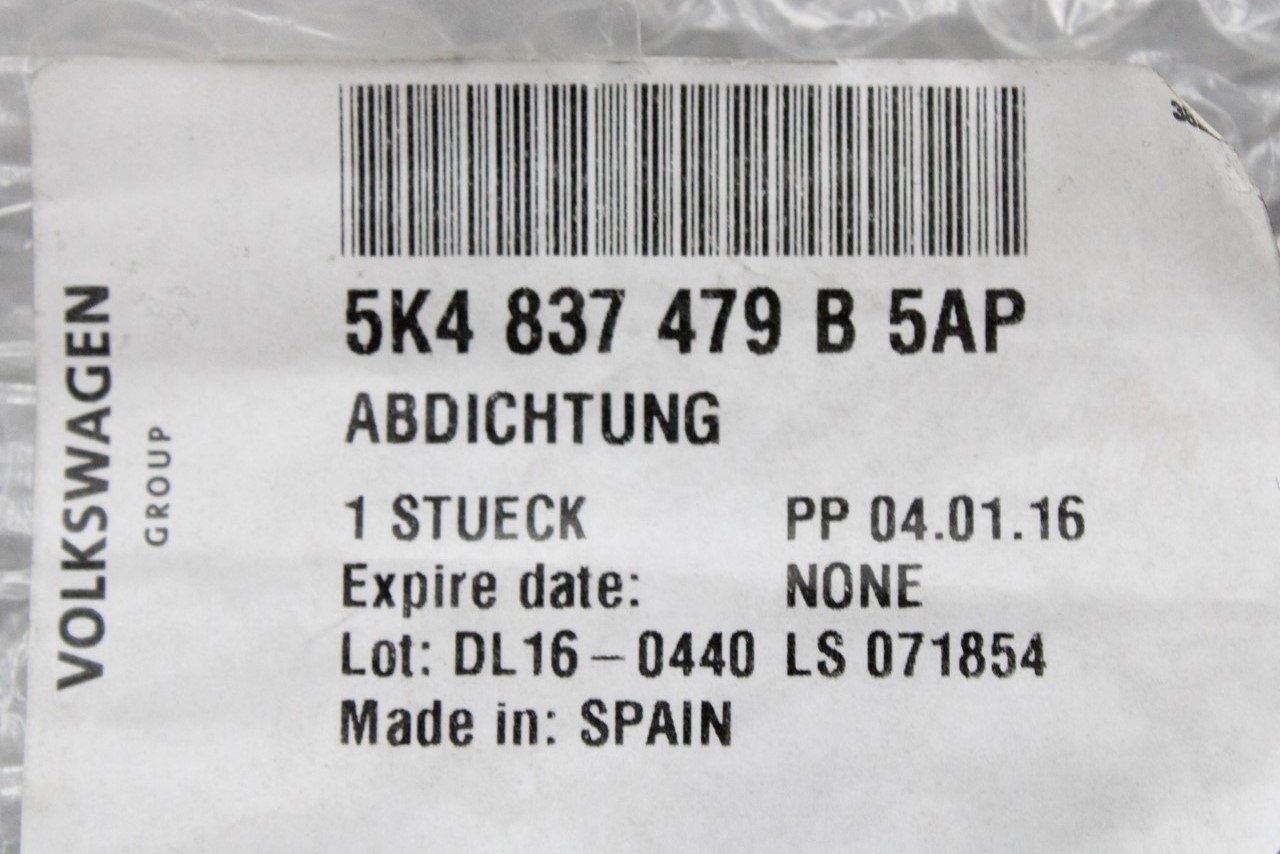 5K4 837 479 B 5AP
ABDICHTUNG
1 STUECK PP 04.01.16
Expire date: NONE
Lot: DL16-0440 LS 071854
Made in: SPAIN
VOLKSWAGEN
GROUP